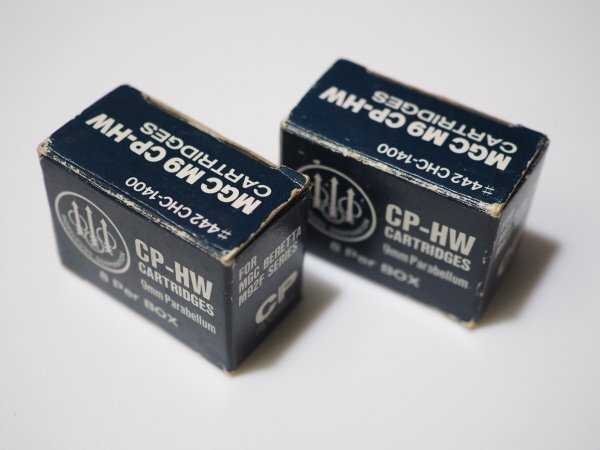 MGC M9 CP-HW
CARTRIDGES
#442 CHC-1400
CP-HW
CARTRIDGES
9mm Parabellum
8 Per BOX
FOR
MGC BERETTA
M92F SERIES
CP
MGC M9 CP-HW
CARTRIDGES
#442 CHC-1400
CP-HW
CARTRIDGES
9mm Parabellum
8 Per BOX